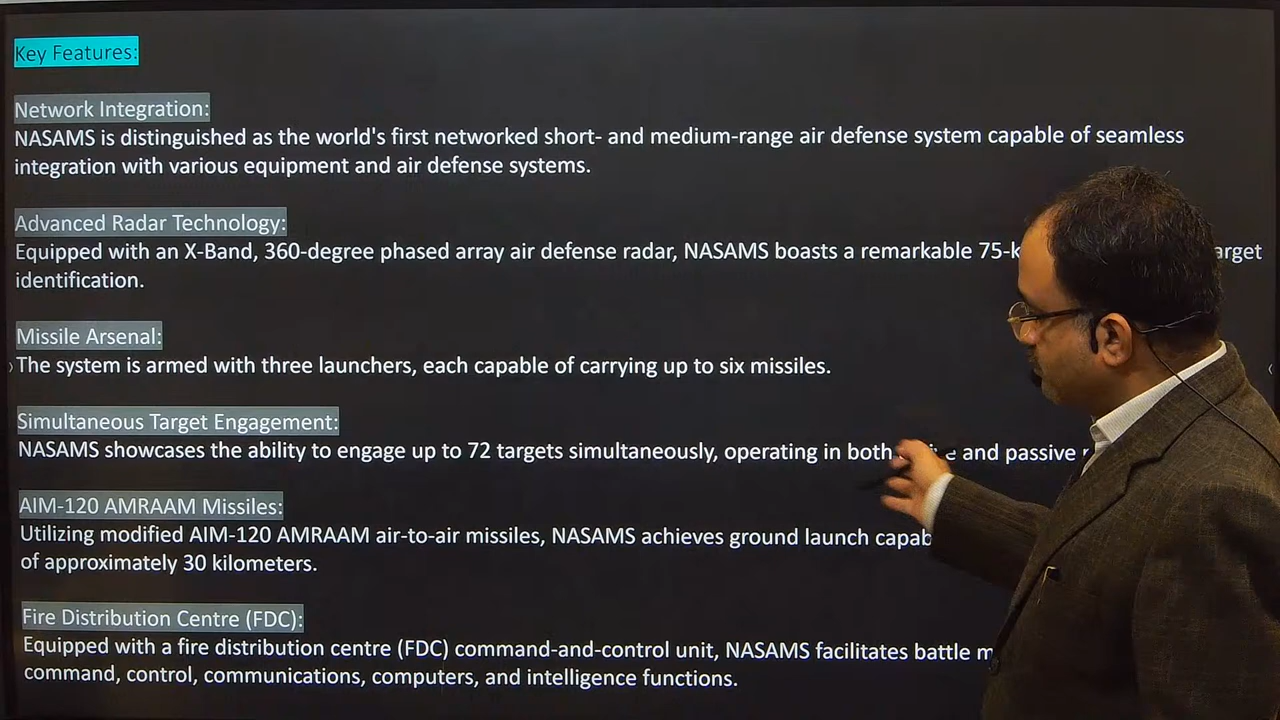 Key Features:
Network Integration:
NASAMS is distinguished as the world's first networked short- and medium-range air defense system capable of seamless
integration with various equipment and air defense systems.
Advanced Radar Technology:
Equipped with an X-Band, 360-degree phased array air defense radar, NASAMS boasts a remarkable
identification.
Missile Arsenal:
The system is armed with three launchers, each capable of carrying up to six missiles.
Simultaneous Target Engagement:
NASAMS showcases the ability to engage up to 72 targets simultaneously, operating in both and passive
AIM-120 AMRAAM Missiles:
Utilizing modified AIM-120 AMRAAM air-to-air missiles, NASAMS achieves ground launch
of approximately 30 kilometers.
Fire Distribution Centre (FDC):
Equipped with a fire distribution centre (FDC) command-and-control unit, NASAMS facilitates battle
command, control, communications, computers, and intelligence functions.